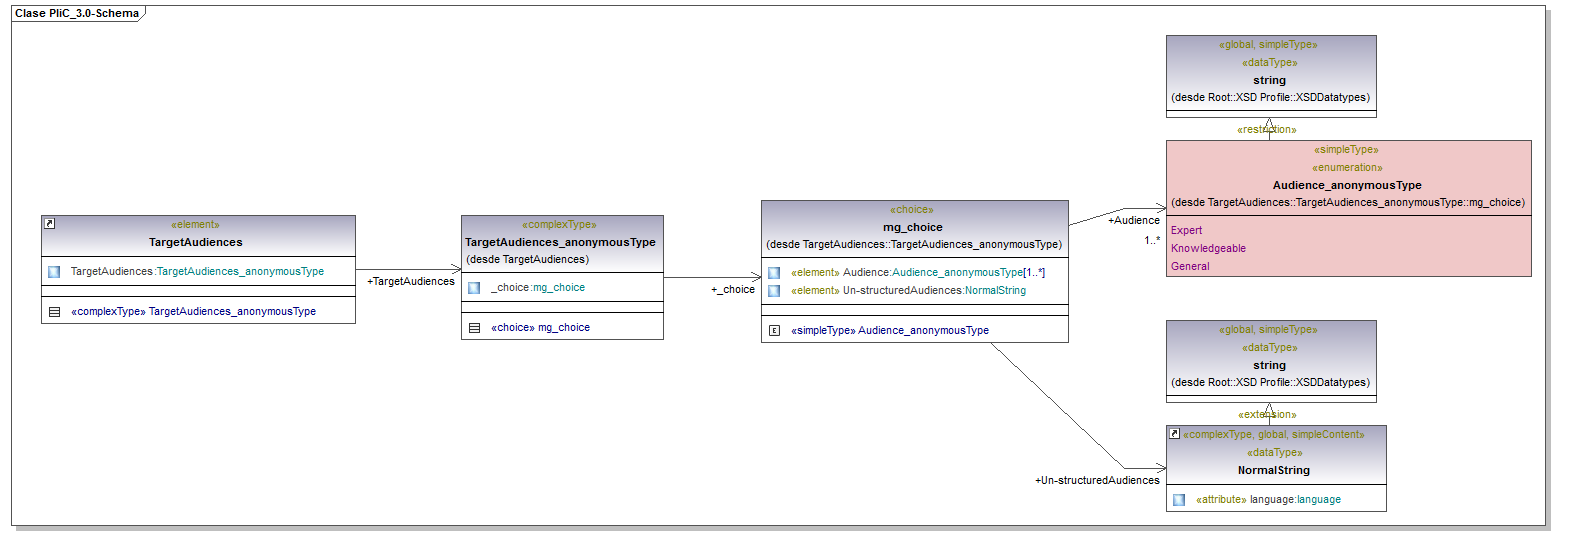 Clase PliC_3.0-Schema
«element»
TargetAudiences
TargetAudiences:TargetAudiences_anonymousType
«complexType» TargetAudiences_anonymousType
+TargetAudiences
«complexType»
TargetAudiences_anonymousType
(desde TargetAudiences)
_choice:mg_choice
«choice» mg_choice
+_choice
«choice»
mg_choice
(desde TargetAudiences::TargetAudiences_anonymousType)
«element» Audience:Audience_anonymousType[1..*]
«element» Un-structuredAudiences:NormalString
E «simpleType» Audience_anonymousType
+Audience
1..*
+Un-structuredAudiences
«global, simpleType»
«dataType»
string
(desde Root::XSD Profile::XSDDatatypes)
«restriction»
«simpleType»
«enumeration»
Audience_anonymousType
(desde TargetAudiences::TargetAudiences_anonymousType::mg_choice)
Expert
Knowledgeable
General
«global, simpleType»
«dataType»
string
(desde Root::XSD Profile::XSDDatatypes)
«extension»
«complexType, global, simpleContent»
«dataType»
NormalString
«attribute» language:language